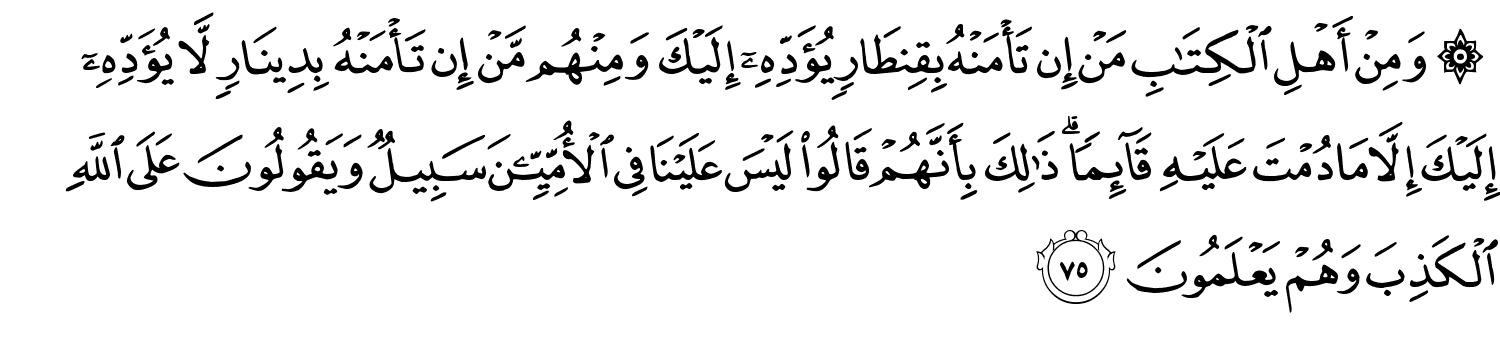 ۞ وَمِنْ أَهْلِ ٱلْكِتَـٰبِ مَنْ إِن تَأْمَنْهُ بِقِنطَارٍ يُؤَدِّهِۦٓ إِلَيْكَ وَمِنْهُم مَّنْ إِن تَأْمَنْهُ بِدِينَارٍ لَّا يُؤَدِّهِۦٓ
إِلَيْكَ إِلَّا مَا دُمْتَ عَلَيْهِ قَآئِمًا ۗ ذَٰلِكَ بِأَنَّهُمْ قَالُوا۟ لَيْسَ عَلَيْنَا فِى ٱلْأُمِّيِّـۧنَ سَبِيلٌ وَيَقُولُونَ عَلَى ٱللَّهِ
ٱلْكَذِبَ وَهُمْ يَعْلَمُونَ ٧٥